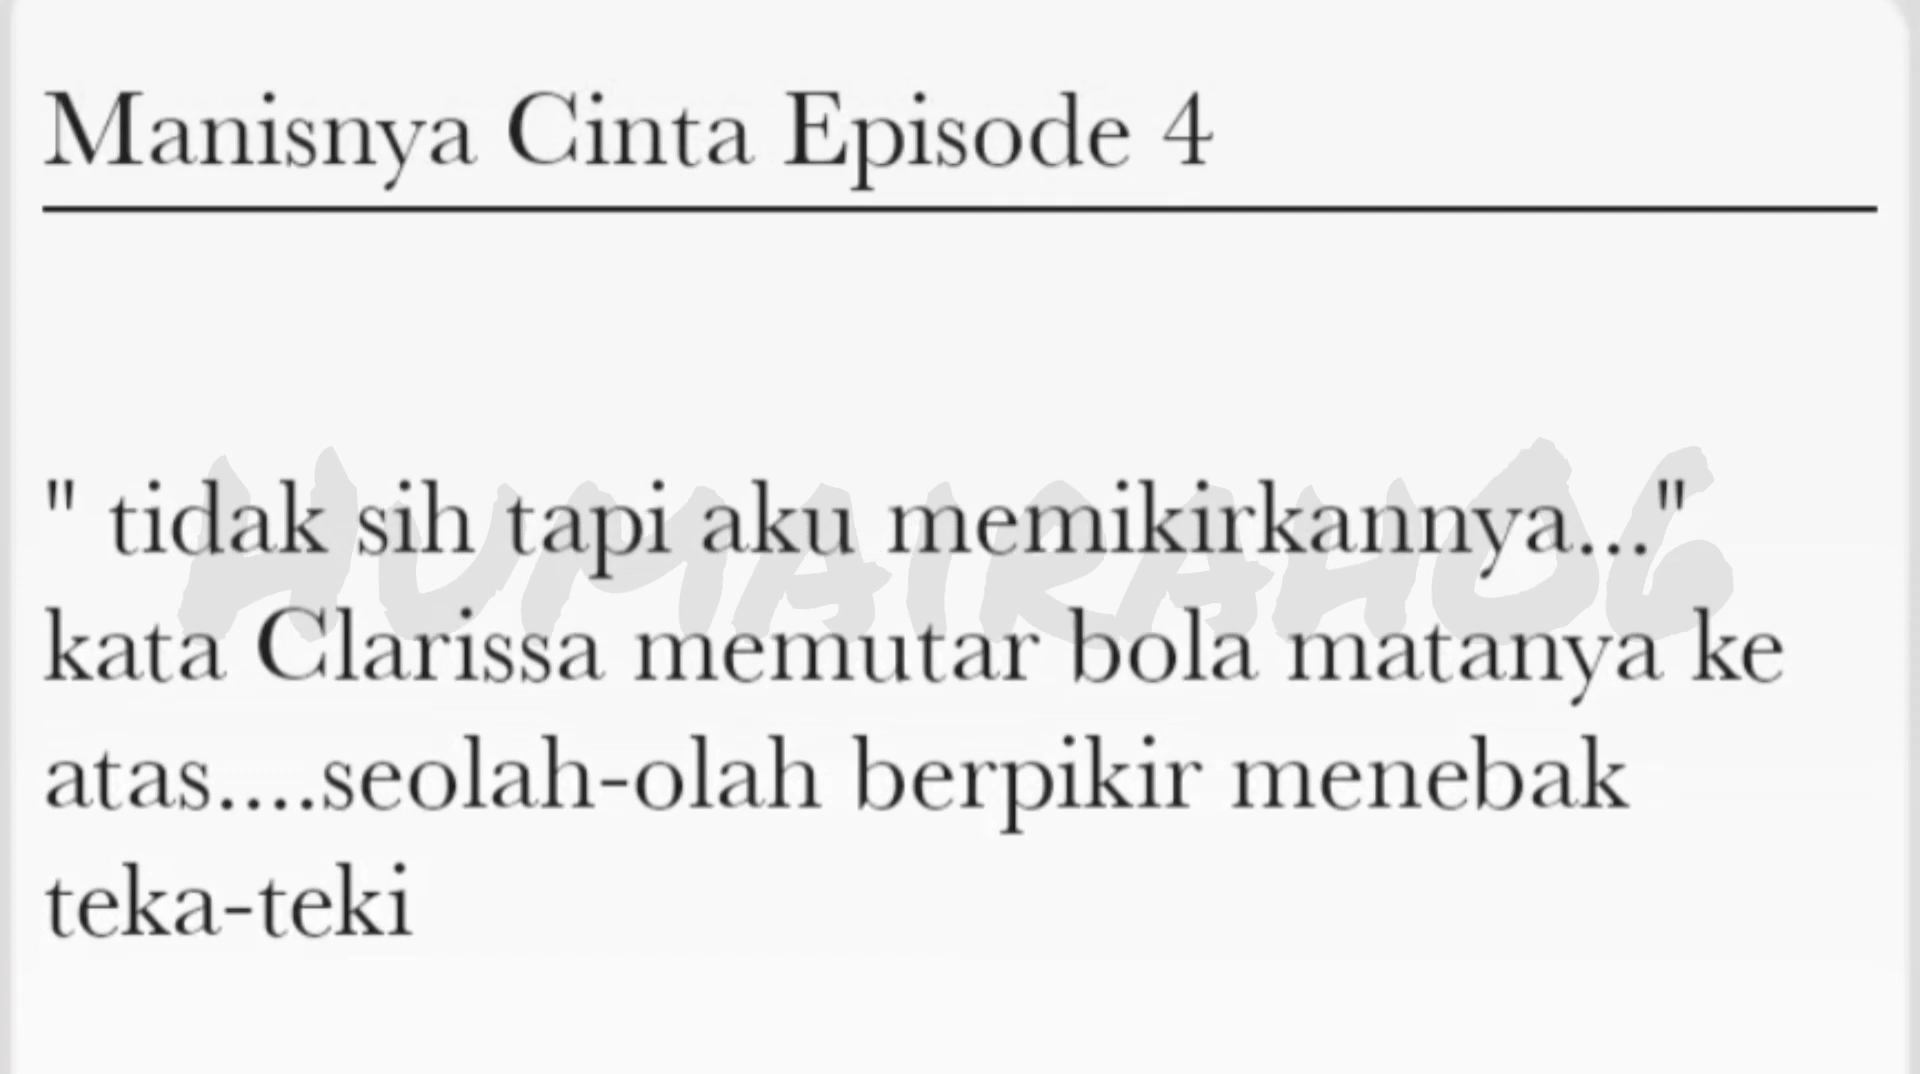 Manisnya Cinta Episode 4
" tidak sih tapi aku memikirkannya..."
HUMAIRAH06
kata Clarissa memutar bola matanya ke
atas....seolah-olah berpikir menebak
teka-teki